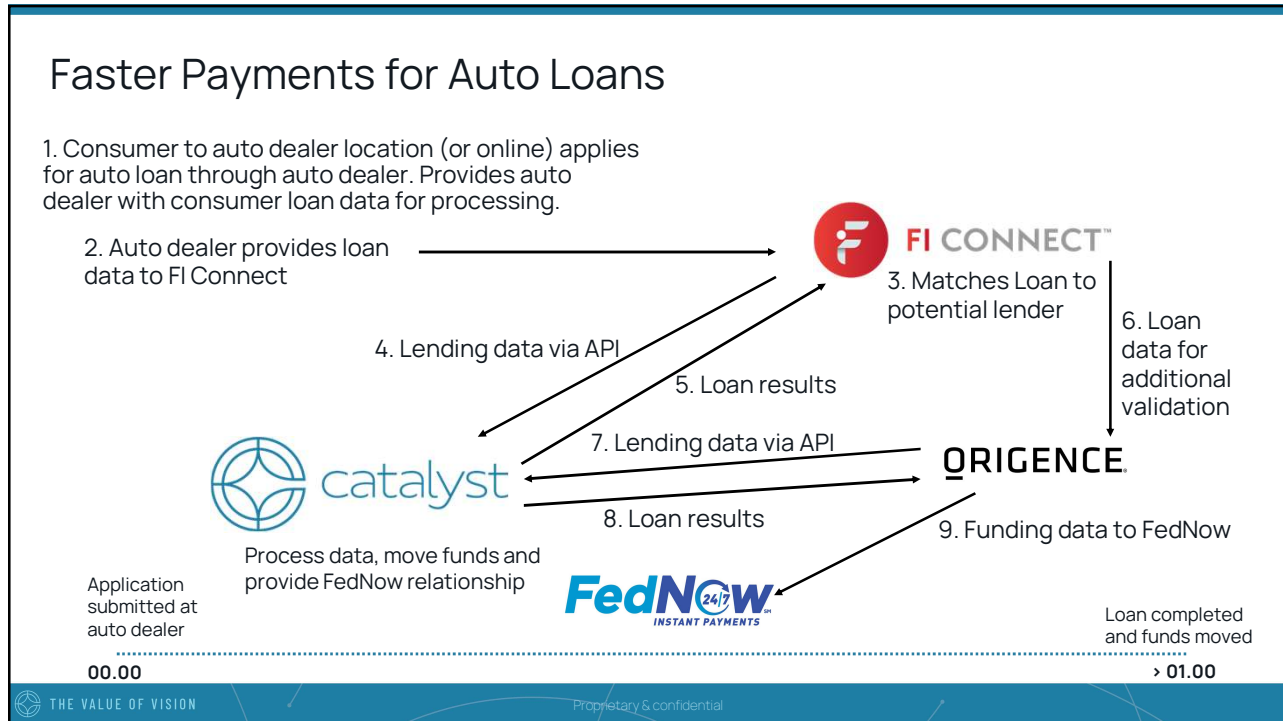 Faster Payments for Auto Loans
1. Consumer to auto dealer location (or online) applies
for auto loan through auto dealer. Provides auto
dealer with consumer loan data for processing.
2. Auto dealer provides loan
data to FI Connect
FI CONNECT™
3. Matches Loan to
potential lender
4. Lending data via API
5. Loan results
6. Loan
data for
additional
validation
7. Lending data via API
catalyst
ORIGENCE®
8. Loan results
9. Funding data to FedNow
Process data, move funds and
provide FedNow relationship
FedNow℠
24/7
INSTANT PAYMENTS
Application
submitted at
auto dealer
Loan completed
and funds moved
00.00
> 01.00
THE VALUE OF VISION
Proprietary & confidential